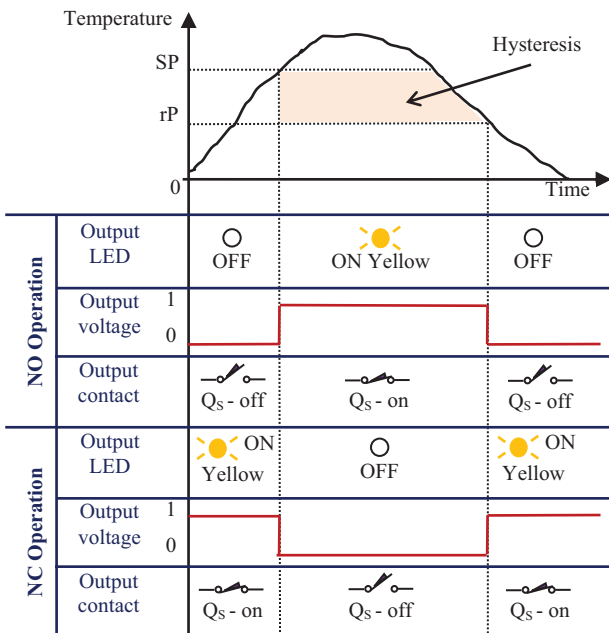 Temperature
Hysteresis
SP
rP
0
Time
NO Operation
Output
LED
OFF
ON Yellow
OFF
Output
voltage
1
0
Output
contact
Qs - off
Qs - on
Qs - off
NC Operation
Output
LED
ON
Yellow
OFF
ON
Yellow
Output
voltage
1
0
Output
contact
Qs - on
Qs - off
Qs - on